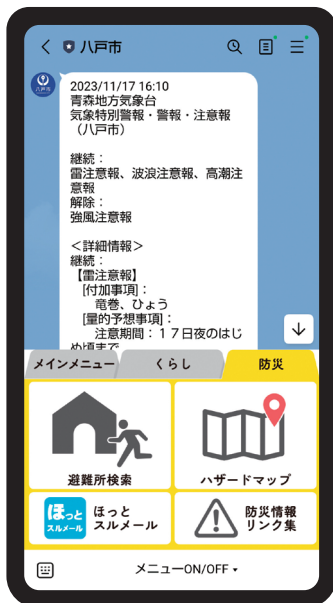 八戸市
八戸市
2023/11/17 16:10
青森地方気象台
気象特別警報・警報・注意報
（八戸市）
継続：
雷注意報、波浪注意報、高潮注
意報
解除：
強風注意報
＜詳細情報＞
継続：
【雷注意報】
[付加事項]：
竜巻、ひょう
[量的予想事項]：
注意期間：１７日夜のはじ
め頃まで
メインメニュー
くらし
防災
避難所検索
ハザードマップ
ほっと
スルメール
ほっと
スルメール
防災情報
リンク集
メニューON/OFF ▾